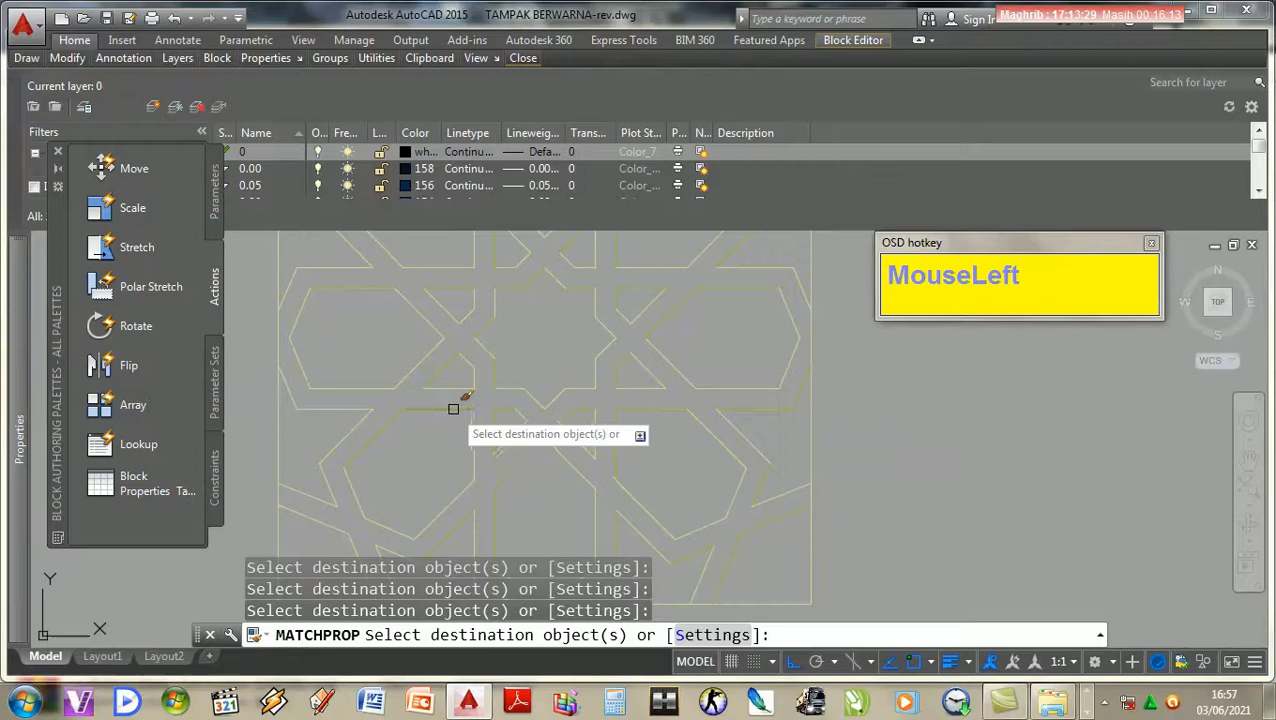 Autodesk AutoCAD 2015 TAMPAK BERWARNA-rev.dwg
Type a keyword or phrase
Sign In
Maghrib : 17:13:29 Masih 00:16:13
Home Insert Annotate Parametric View Manage Output Add-ins Autodesk 360 Express Tools BIM 360 Featured Apps Block Editor
Draw Modify Annotation Layers Block Properties Groups Utilities Clipboard View Close
Current layer: 0
Search for layer
Filters
S... Name O... Fre... L... Color Linetype Lineweig... Trans... Plot St... P... N... Description
0 wh... Continu... Defa... 0 Color_7
0.00 158 Continu... 0.00... 0 Color_...
0.05 156 Continu... 0.05... 0 Color_...
All:
Move
Scale
Stretch
Polar Stretch
Rotate
Flip
Array
Lookup
Block
Properties Ta...
Parameters
Actions
Parameter Sets
Constraints
BLOCK AUTHORING PALETTES - ALL PALETTES
Properties
OSD hotkey
MouseLeft
N
W TOP E
S
WCS
Select destination object(s) or
Select destination object(s) or [Settings]:
Select destination object(s) or [Settings]:
Select destination object(s) or [Settings]:
MATCHPROP Select destination object(s) or [Settings]:
Y
X
Model Layout1 Layout2 +
MODEL
1:1
321
16:57
03/06/2021